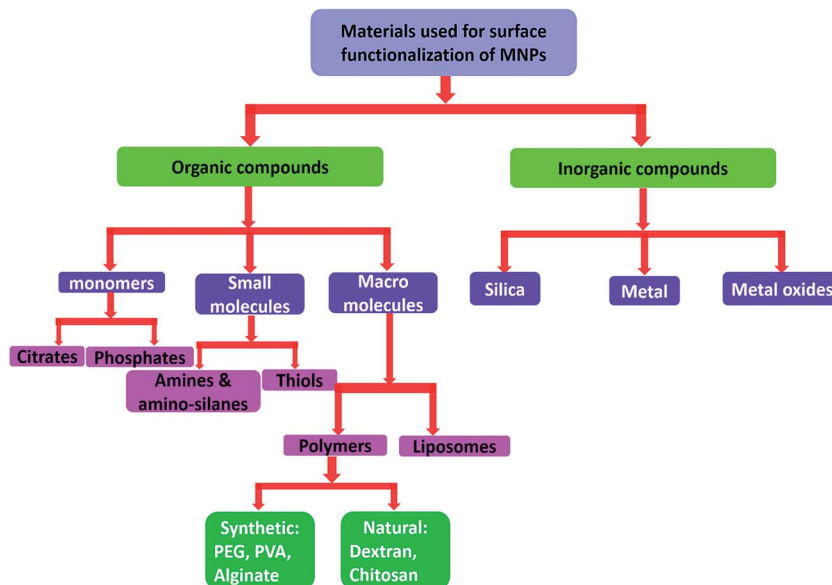 Materials used for surface
functionalization of MNPs
Organic compounds
Inorganic compounds
monomers
Small
molecules
Macro
molecules
Silica
Metal
Metal oxides
Citrates
Phosphates
Amines &
amino-silanes
Thiols
Polymers
Liposomes
Synthetic:
PEG, PVA,
Alginate
Natural:
Dextran,
Chitosan